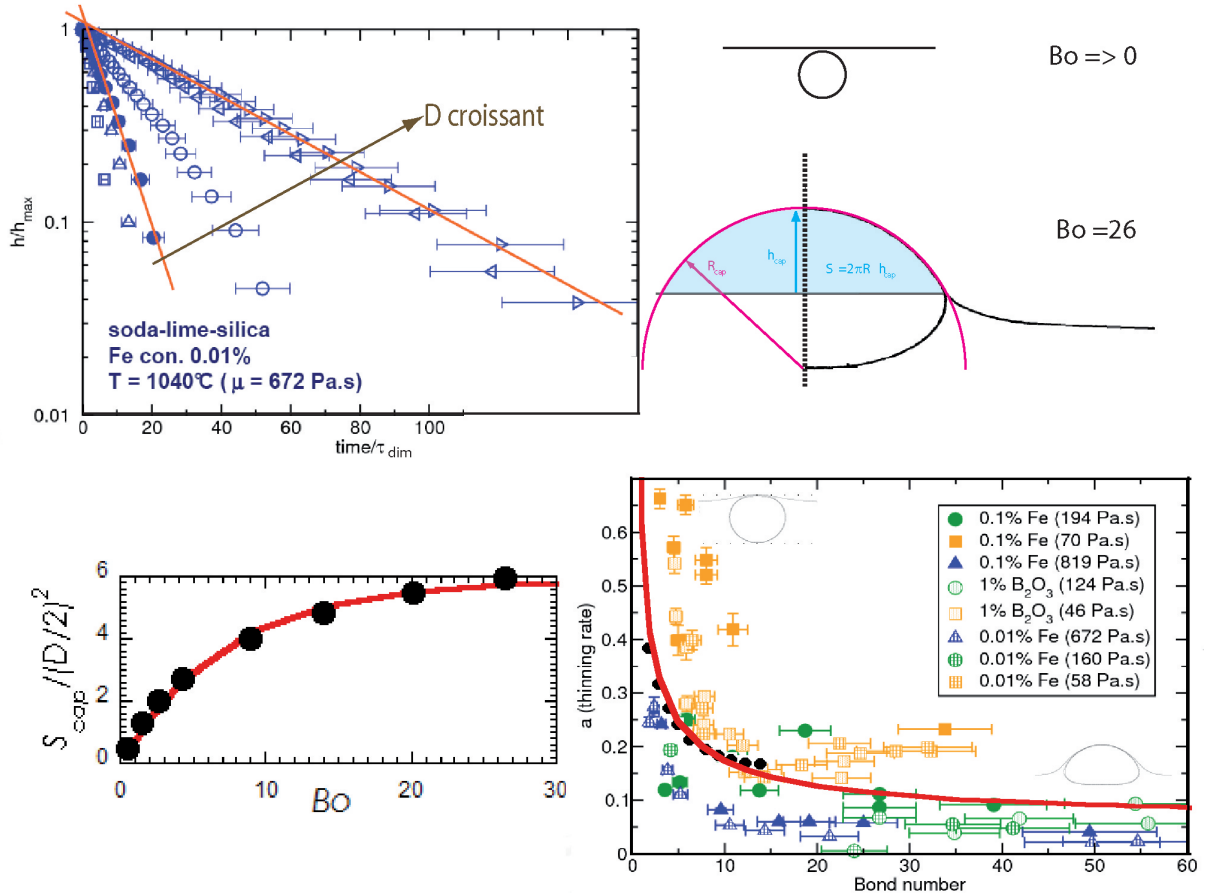 1
0.1
0.01
h/h_max
0
20
40
60
80
100
time/τ_dim
D croissant
soda-lime-silica
Fe con. 0.01%
T = 1040°C ( μ = 672 Pa.s)
Bo => 0
Bo =26
R_cap
h_cap
S =2πR h_cap
6
4
2
0
S_cap/(D/2)²
0
10
20
30
Bo
0.6
0.5
0.4
0.3
0.2
0.1
0
a (thinning rate)
0
10
20
30
40
50
60
Bond number
0.1% Fe (194 Pa.s)
0.1% Fe (70 Pa.s)
0.1% Fe (819 Pa.s)
1% B₂O₃ (124 Pa.s)
1% B₂O₃ (46 Pa.s)
0.01% Fe (672 Pa.s)
0.01% Fe (160 Pa.s)
0.01% Fe (58 Pa.s)